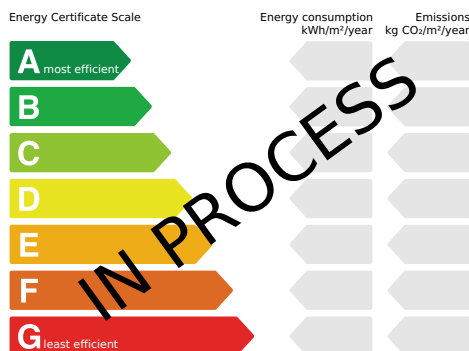 Energy Certificate Scale
Energy consumption
kWh/m²/year
Emissions
kg CO₂/m²/year
A most efficient
B
C
D
E
F
G least efficient
IN PROCESS